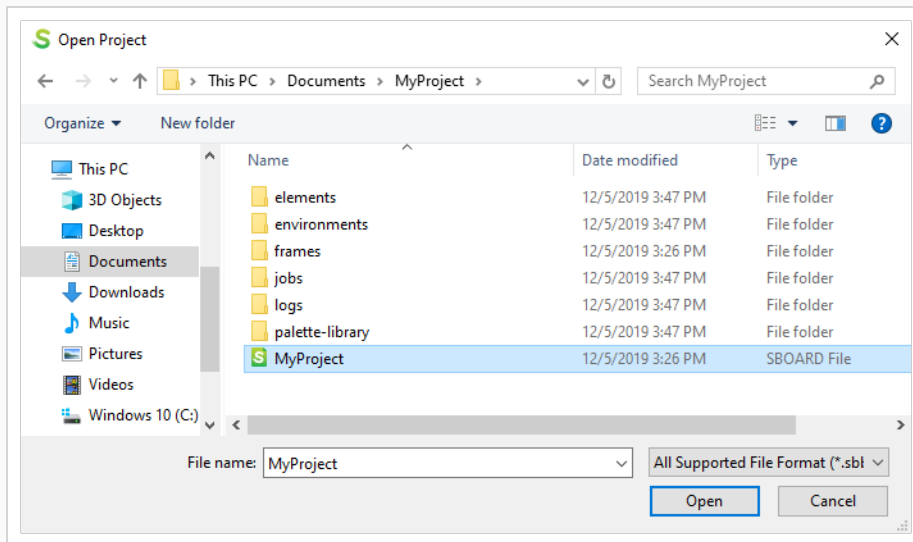 Open Project
This PC > Documents > MyProject >
Search MyProject
Organize
New folder
Name Date modified Type
This PC
3D Objects
Desktop
Documents
Downloads
Music
Pictures
Videos
Windows 10 (C:)
elements 12/5/2019 3:47 PM File folder
environments 12/5/2019 3:47 PM File folder
frames 12/5/2019 3:26 PM File folder
jobs 12/5/2019 3:47 PM File folder
logs 12/5/2019 3:47 PM File folder
palette-library 12/5/2019 3:47 PM File folder
MyProject 12/5/2019 3:26 PM SBOARD File
File name: MyProject
All Supported File Format (*.sbl
Open Cancel